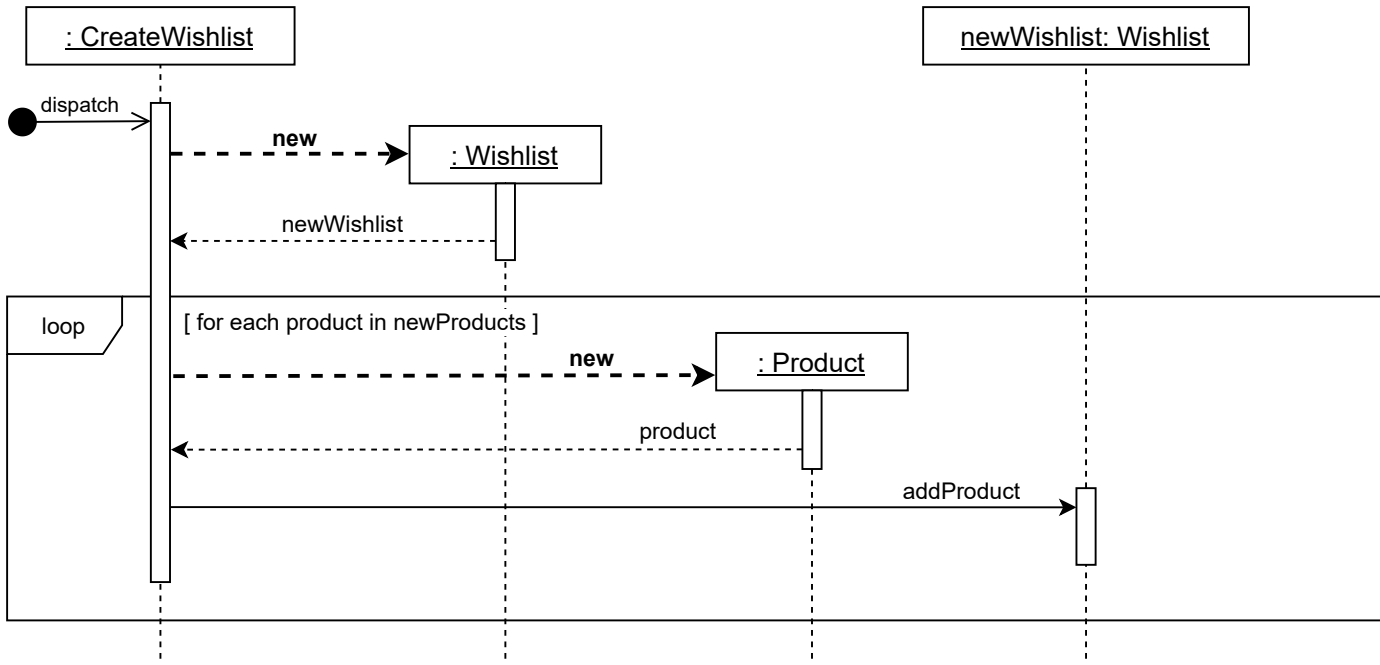 : CreateWishlist
newWishlist: Wishlist
dispatch
new
: Wishlist
newWishlist
loop
[ for each product in newProducts ]
new
: Product
product
addProduct